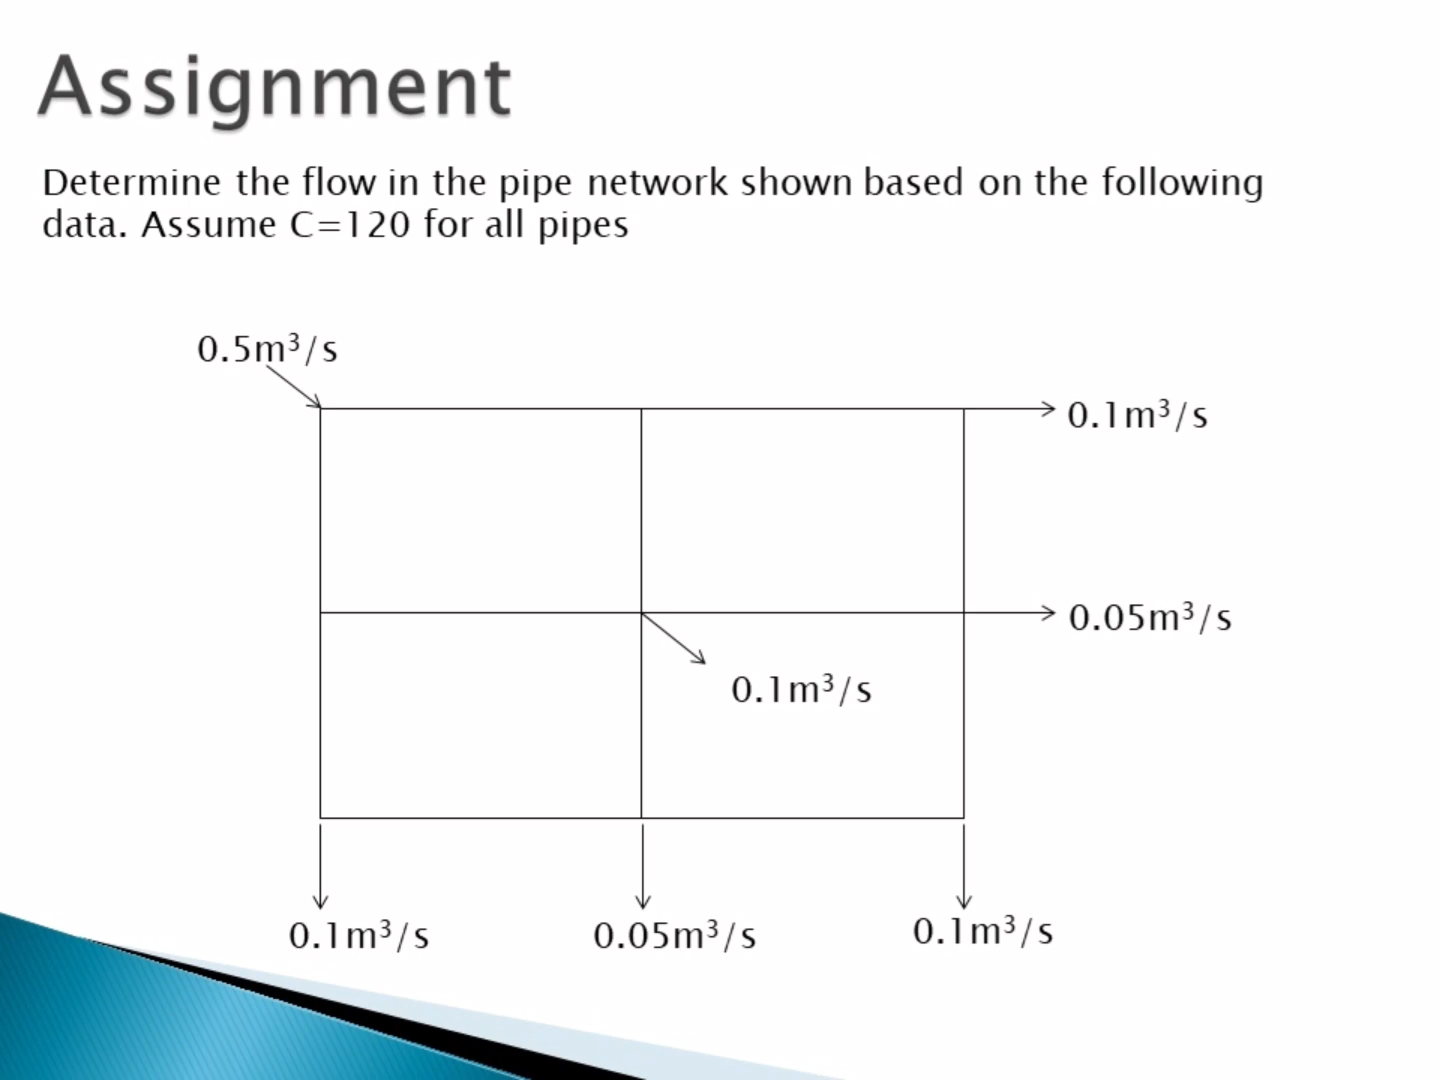 Assignment
Determine the flow in the pipe network shown based on the following
data. Assume C=120 for all pipes
0.5m³/s
0.1m³/s
0.05m³/s
0.1m³/s
0.1m³/s
0.05m³/s
0.1m³/s